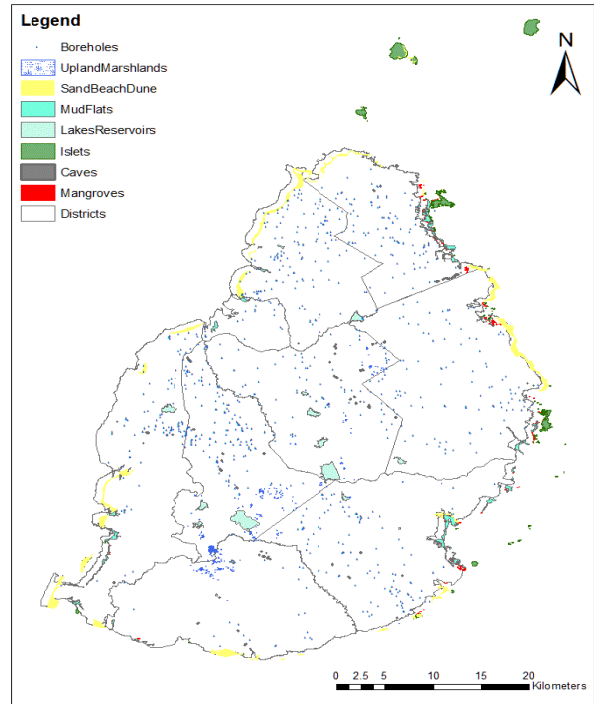 Legend
Boreholes
UplandMarshlands
SandBeachDune
MudFlats
LakesReservoirs
Islets
Caves
Mangroves
Districts
N
0 2.5 5 10 15 20
Kilometers